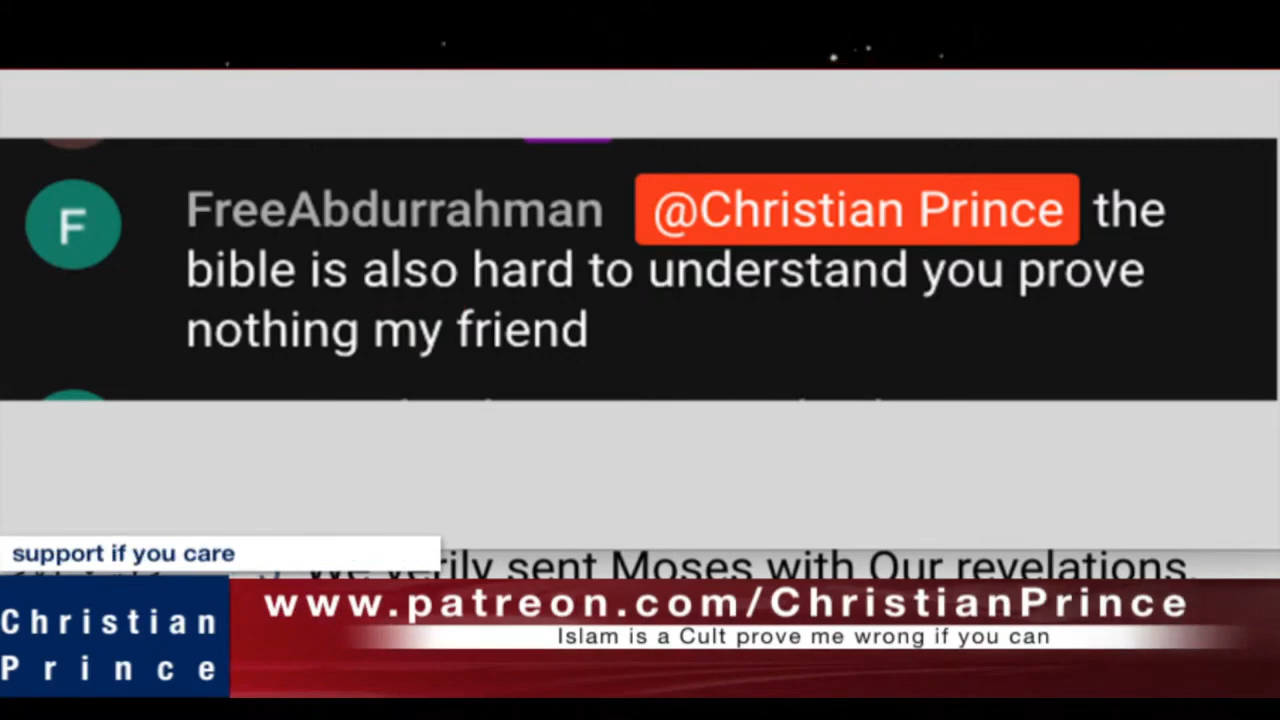 F
FreeAbdurrahman @Christian Prince the
bible is also hard to understand you prove
nothing my friend
support if you care
We verily sent Moses with Our revelations,
Christian
Prince
www.patreon.com/ChristianPrince
Islam is a Cult prove me wrong if you can